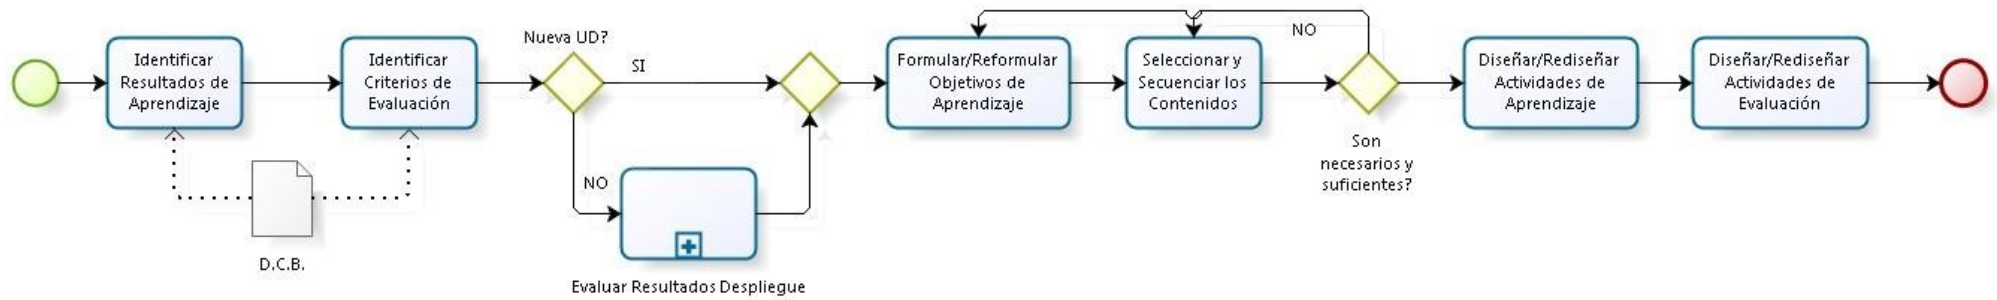 Identificar
Resultados de
Aprendizaje
Identificar
Criterios de
Evaluación
Nueva UD?
SI
NO
Evaluar Resultados Despliegue
D.C.B.
Formular/Reformular
Objetivos de
Aprendizaje
Seleccionar y
Secuenciar los
Contenidos
NO
Son
necesarios y
suficientes?
Diseñar/Rediseñar
Actividades de
Aprendizaje
Diseñar/Rediseñar
Actividades de
Evaluación